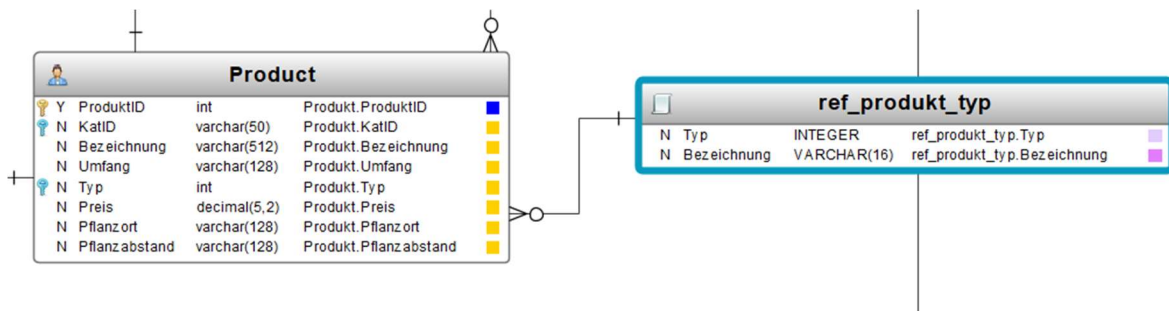 Product
Y ProduktID int Produkt.ProduktID
N KatID varchar(50) Produkt.KatID
N Bezeichnung varchar(512) Produkt.Bezeichnung
N Umfang varchar(128) Produkt.Umfang
N Typ int Produkt.Typ
N Preis decimal(5,2) Produkt.Preis
N Pflanzort varchar(128) Produkt.Pflanzort
N Pflanzabstand varchar(128) Produkt.Pflanzabstand
ref_produkt_typ
N Typ INTEGER ref_produkt_typ.Typ
N Bezeichnung VARCHAR(16) ref_produkt_typ.Bezeichnung